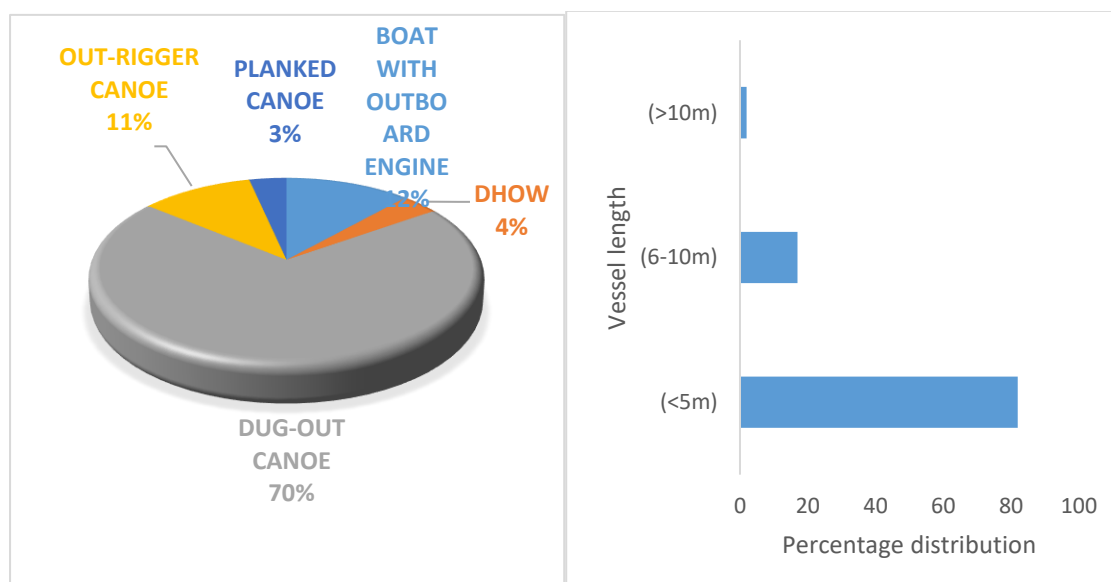 OUT-RIGGER
CANOE
11%
PLANKED
CANOE
3%
BOAT
WITH
OUTBO
ARD
ENGINE
12%
DHOW
4%
DUG-OUT
CANOE
70%
Vessel length
(>10m)
(6-10m)
(<5m)
0 20 40 60 80 100
Percentage distribution